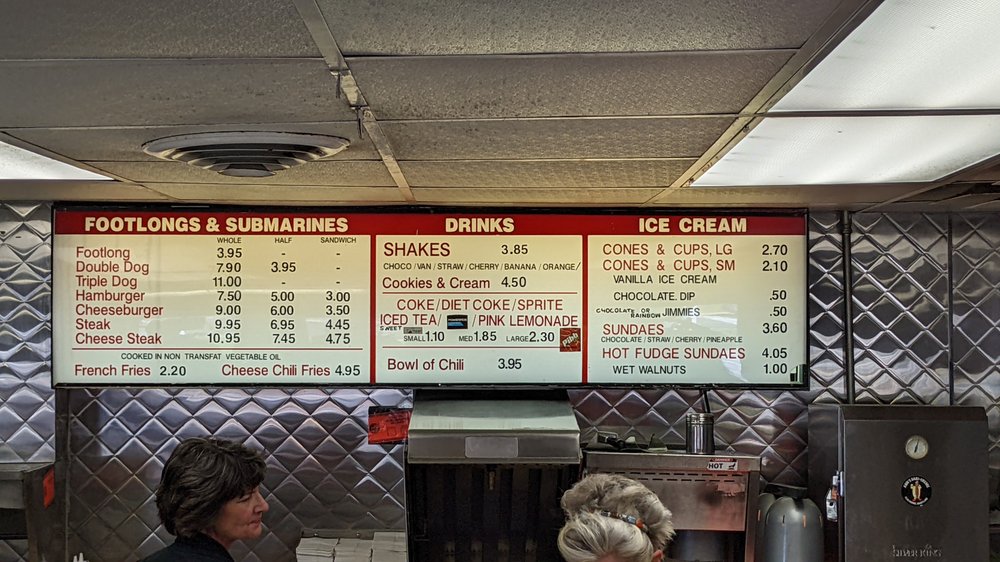 FOOTLONGS & SUBMARINES
WHOLE HALF SANDWICH
Footlong 3.95 - -
Double Dog 7.90 3.95 -
Triple Dog 11.00 - -
Hamburger 7.50 5.00 3.00
Cheeseburger 9.00 6.00 3.50
Steak 9.95 6.95 4.45
Cheese Steak 10.95 7.45 4.75
COOKED IN NON TRANSFAT VEGETABLE OIL
French Fries 2.20 Cheese Chili Fries 4.95
DRINKS
SHAKES 3.85
CHOCO/VAN/STRAW/CHERRY/BANANA/ORANGE/
Cookies & Cream 4.50
COKE/DIET COKE/SPRITE
ICED TEA/ /PINK LEMONADE
SWEET
SMALL 1.10 MED 1.85 LARGE 2.30 Pibb
Bowl of Chili 3.95
ICE CREAM
CONES & CUPS, LG 2.70
CONES & CUPS, SM 2.10
VANILLA ICE CREAM
CHOCOLATE. DIP .50
CHOCOLATE OR RAINBOW JIMMIES .50
SUNDAES 3.60
CHOCOLATE / STRAW / CHERRY / PINEAPPLE
HOT FUDGE SUNDAES 4.05
WET WALNUTS 1.00
HOT
SILVER KING